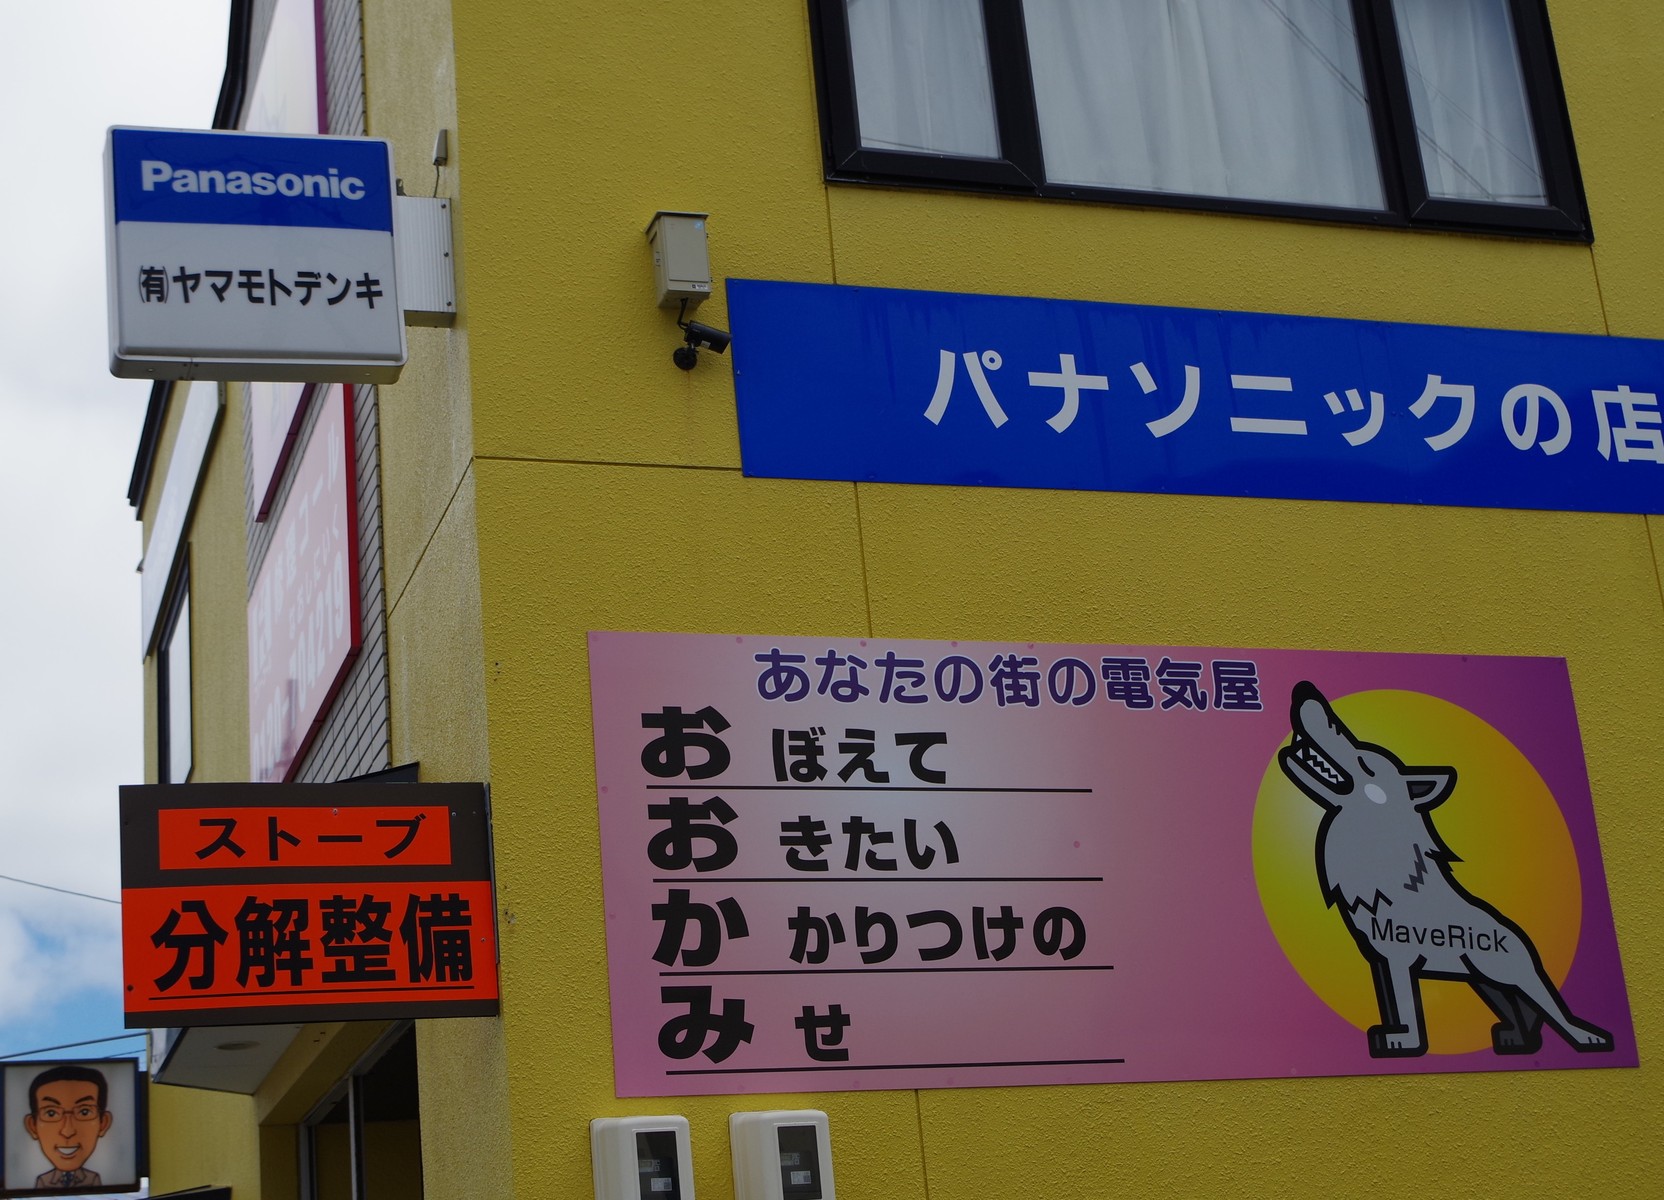 Panasonic
㈲ヤマモトデンキ
パナソニックの店
あなたの街の電気屋
おぼえて
おきたい
かかりつけの
みせ
MaveRick
ストーブ
分解整備